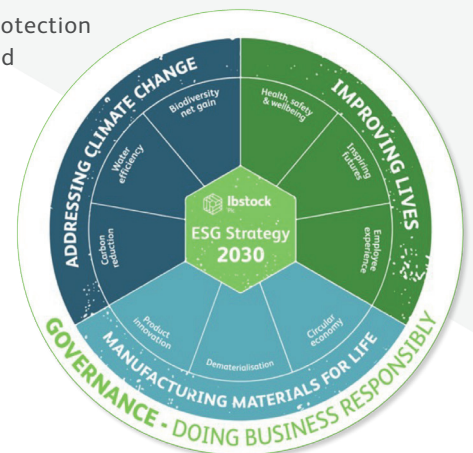 otection
d
ADDRESSING CLIMATE CHANGE
Carbon
reduction
Water
efficiency
Biodiversity
net gain
IMPROVING LIVES
Health, safety
& wellbeing
Inspiring
futures
Employee
experience
Ibstock
Plc
ESG Strategy
2030
Product
innovation
Dematerialisation
Circular
economy
MANUFACTURING MATERIALS FOR LIFE
GOVERNANCE - DOING BUSINESS RESPONSIBLY